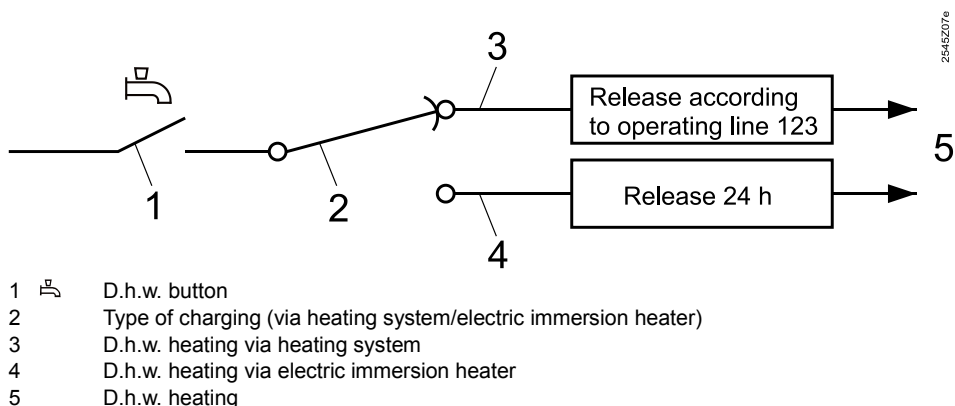 2545Z07e
3
Release according
to operating line 123
5
1
2
Release 24 h
4
1 D.h.w. button
2 Type of charging (via heating system/electric immersion heater)
3 D.h.w. heating via heating system
4 D.h.w. heating via electric immersion heater
5 D.h.w. heating